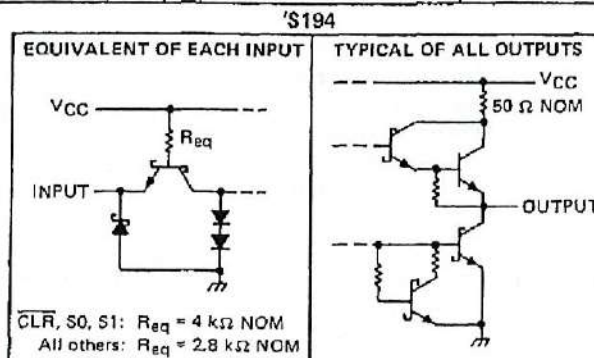 'S194
EQUIVALENT OF EACH INPUT
VCC
Req
INPUT
CLR, S0, S1: Req = 4 kΩ NOM
All others: Req = 2.8 kΩ NOM
TYPICAL OF ALL OUTPUTS
VCC
50 Ω NOM
OUTPUT